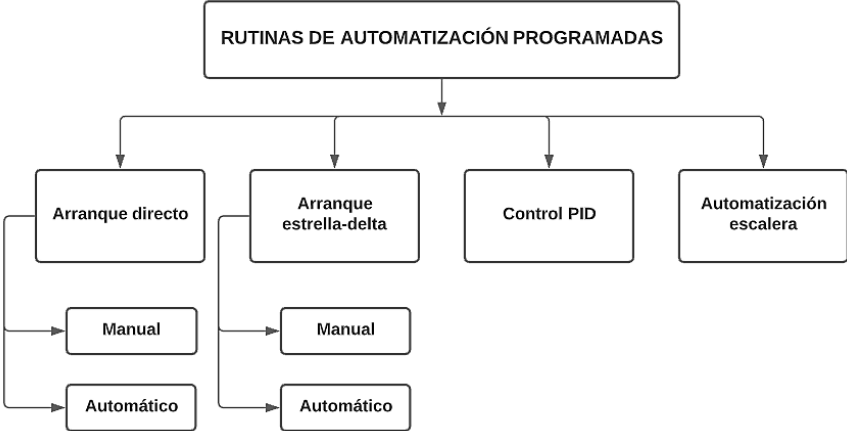 RUTINAS DE AUTOMATIZACIÓN PROGRAMADAS
Arranque directo
Arranque
estrella-delta
Control PID
Automatización
escalera
Manual
Manual
Automático
Automático